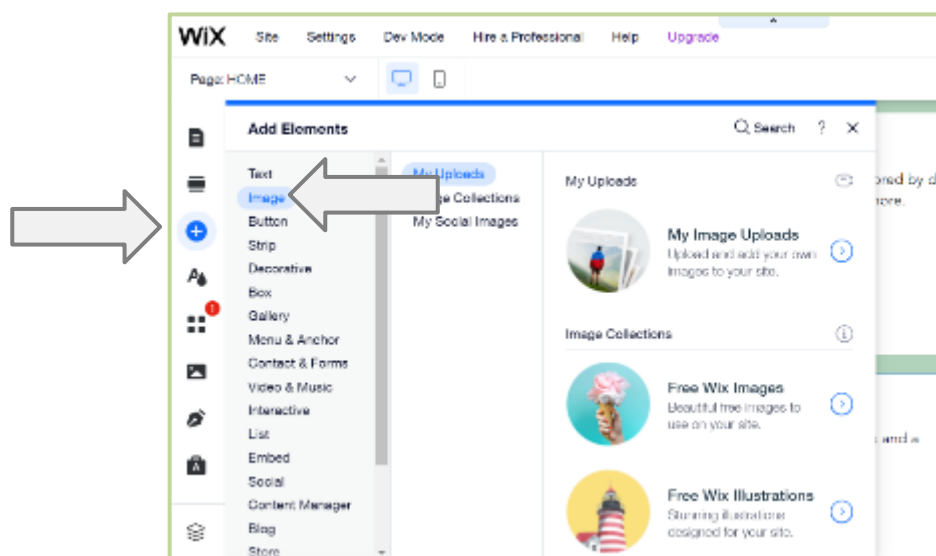 WiX Site Settings Dev Mode Hire a Professional Help Upgrade
Page: HOME
Add Elements
Search ? ×
Text
Image
Button
Strip
Decorative
Box
Gallery
Menu & Anchor
Contact & Forms
Video & Music
Interactive
List
Embed
Social
Content Manager
Blog
Store
My Uploads
Collections
My Social Images
My Uploads
My Image Uploads
Upload and add your own
images to your site.
Image Collections
Free Wix Images
Beautiful free images to
use on your site.
Free Wix Illustrations
Stunning illustrations
designed for your site.
by d
and a
A
1
A